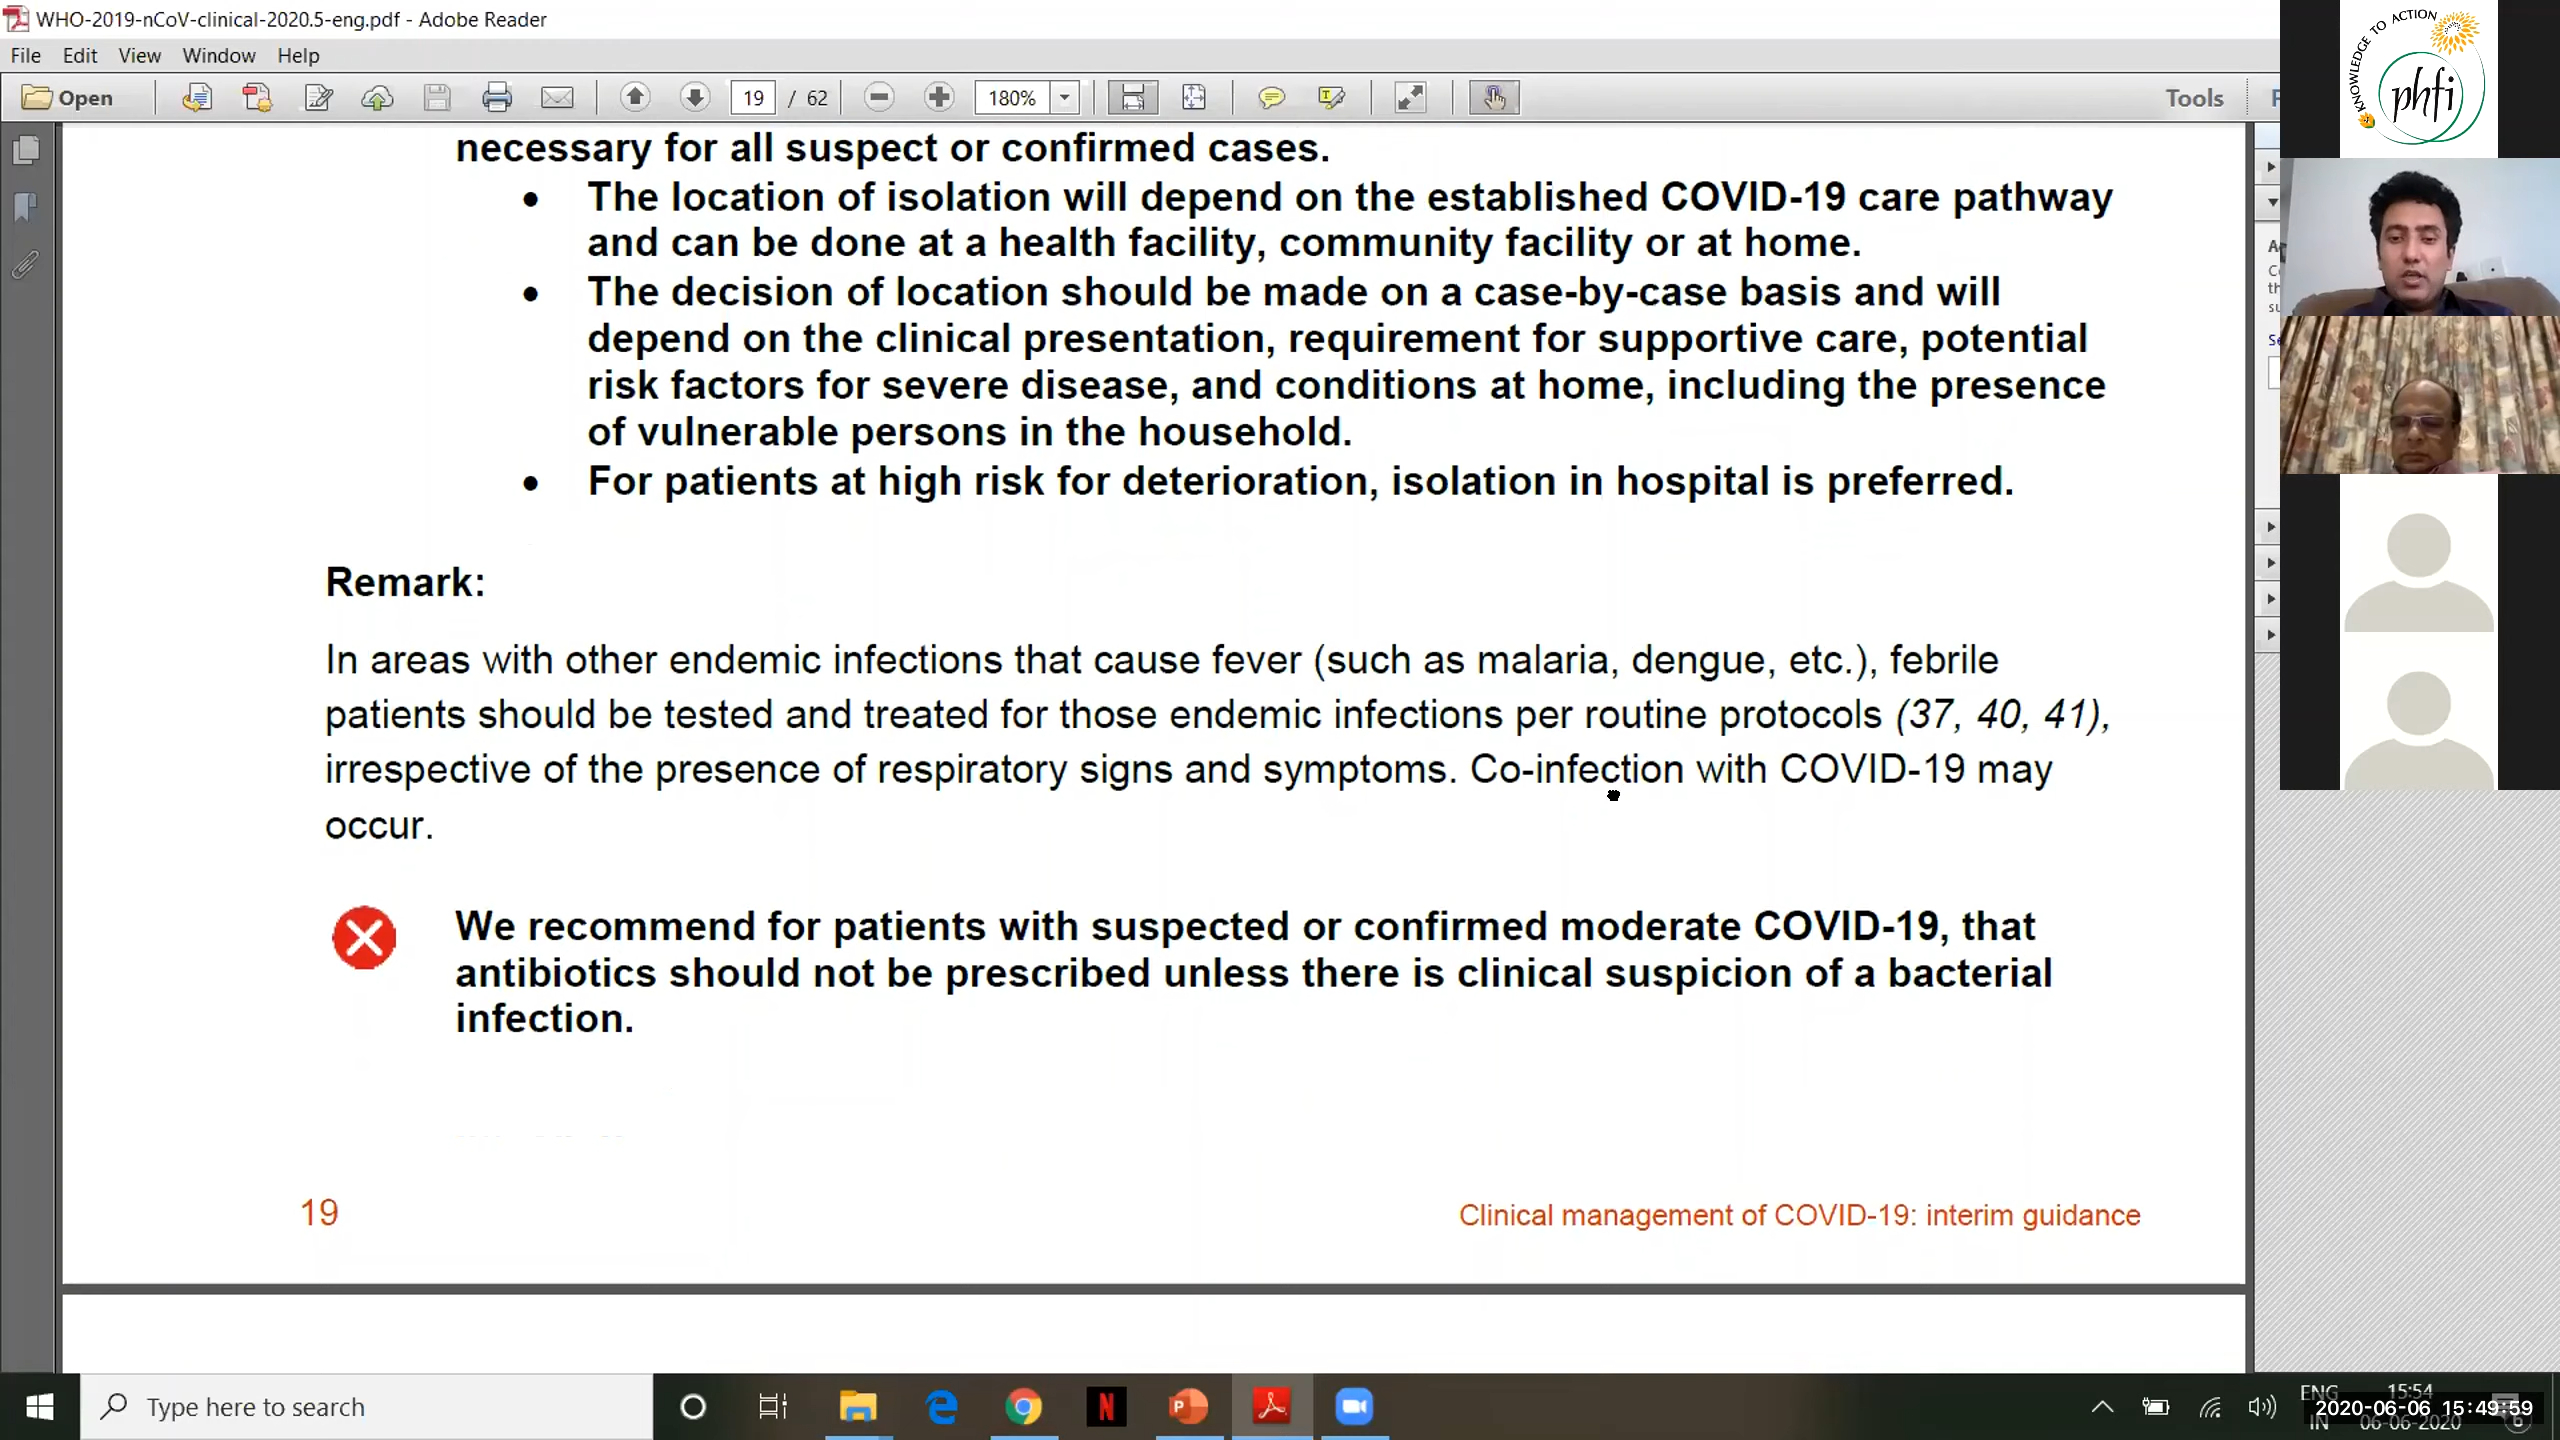 WHO-2019-nCoV-clinical-2020.5-eng.pdf - Adobe Reader
File Edit View Window Help
Open 19 / 62 180% Tools
KNOWLEDGE TO ACTION
phfi
necessary for all suspect or confirmed cases.
• The location of isolation will depend on the established COVID-19 care pathway
and can be done at a health facility, community facility or at home.
• The decision of location should be made on a case-by-case basis and will
depend on the clinical presentation, requirement for supportive care, potential
risk factors for severe disease, and conditions at home, including the presence
of vulnerable persons in the household.
• For patients at high risk for deterioration, isolation in hospital is preferred.
Remark:
In areas with other endemic infections that cause fever (such as malaria, dengue, etc.), febrile
patients should be tested and treated for those endemic infections per routine protocols (37, 40, 41),
irrespective of the presence of respiratory signs and symptoms. Co-infection with COVID-19 may
occur.
We recommend for patients with suspected or confirmed moderate COVID-19, that
antibiotics should not be prescribed unless there is clinical suspicion of a bacterial
infection.
19
Clinical management of COVID-19: interim guidance
Type here to search
ENG
IN
15:54
06-06-2020
2020-06-06 15:49:59